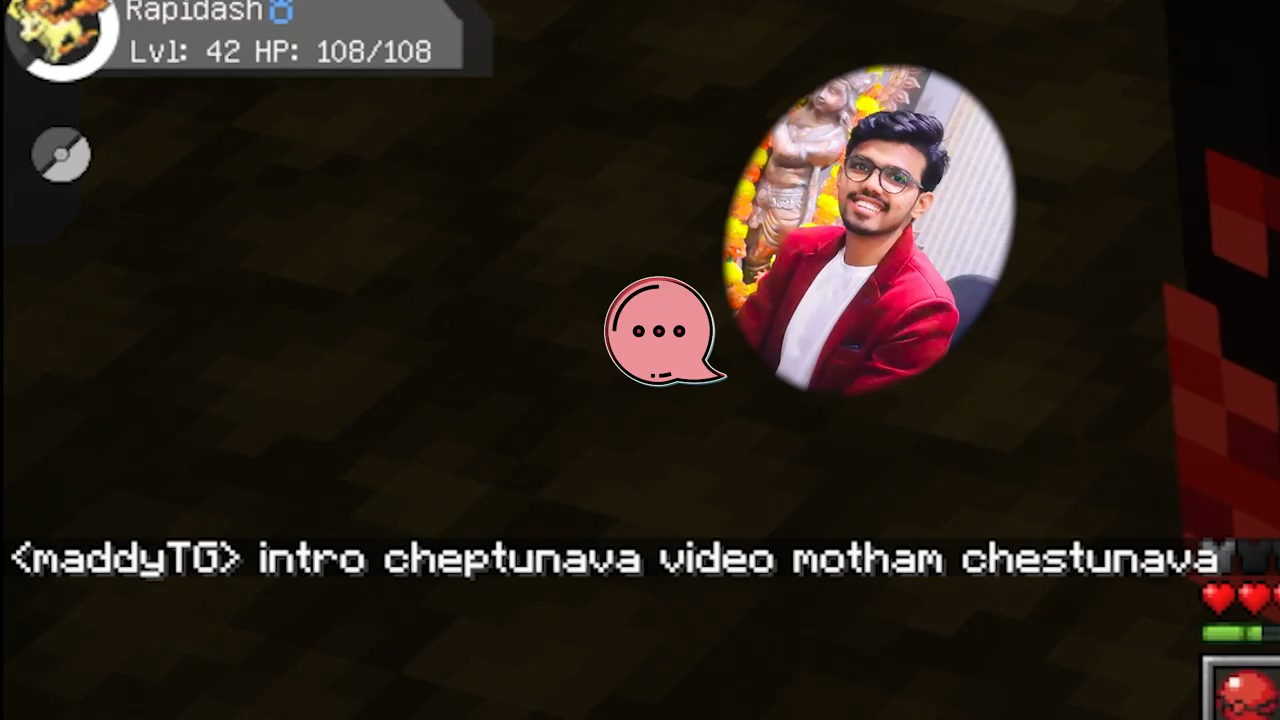 Rapidash
Lvl: 42 HP: 108/108
<maddyTG> intro cheptunava video motham chestunava